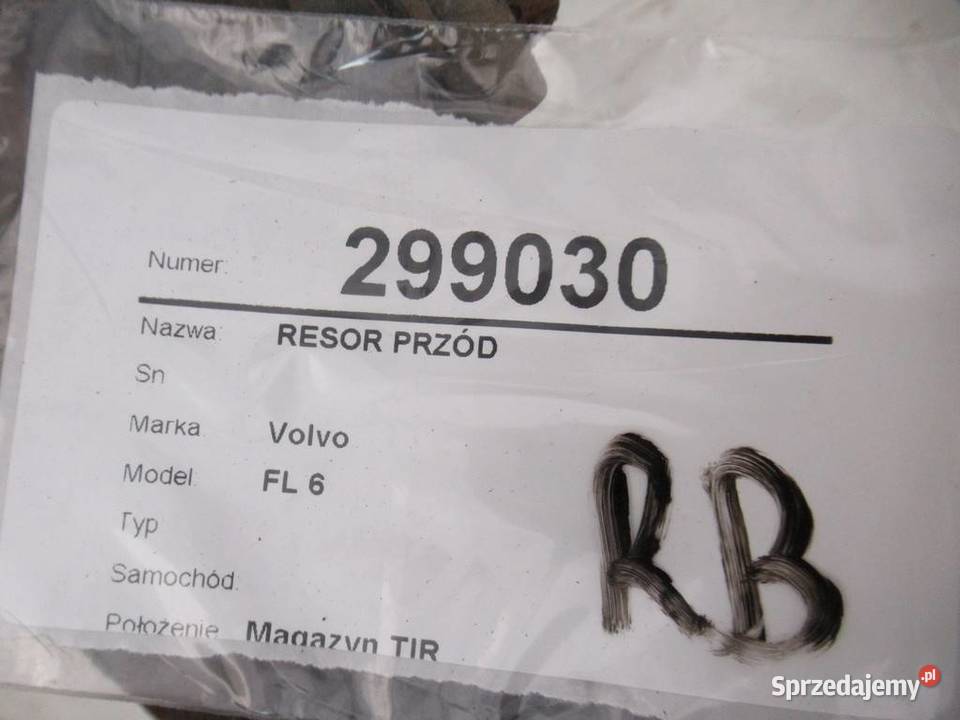 Numer: 299030
Nazwa: RESOR PRZÓD
Sn
Marka Volvo
Model FL 6
Typ
Samochód:
Położenie Magazyn TIR
RB
Sprzedajemy.pl